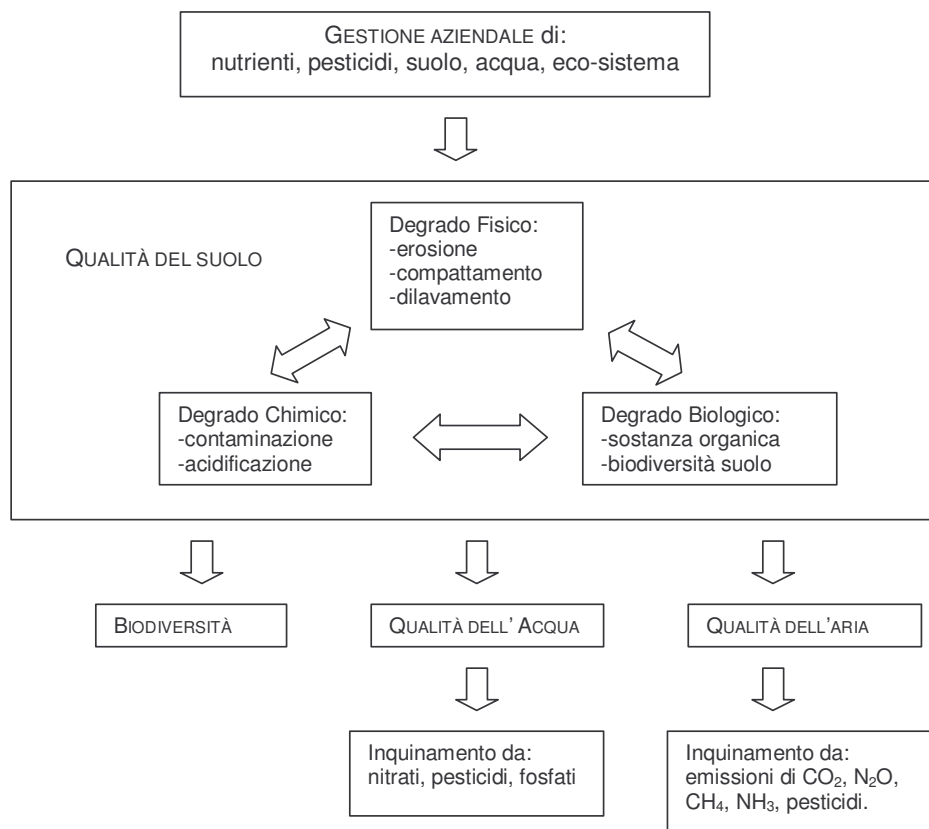 GESTIONE AZIENDALE di:
nutrienti, pesticidi, suolo, acqua, eco-sistema
QUALITÀ DEL SUOLO
Degrado Fisico:
-erosione
-compattamento
-dilavamento
Degrado Chimico:
-contaminazione
-acidificazione
Degrado Biologico:
-sostanza organica
-biodiversità suolo
BIODIVERSITÀ
QUALITÀ DELL' ACQUA
QUALITÀ DELL'ARIA
Inquinamento da:
nitrati, pesticidi, fosfati
Inquinamento da:
emissioni di CO₂, N₂O,
CH₄, NH₃, pesticidi.